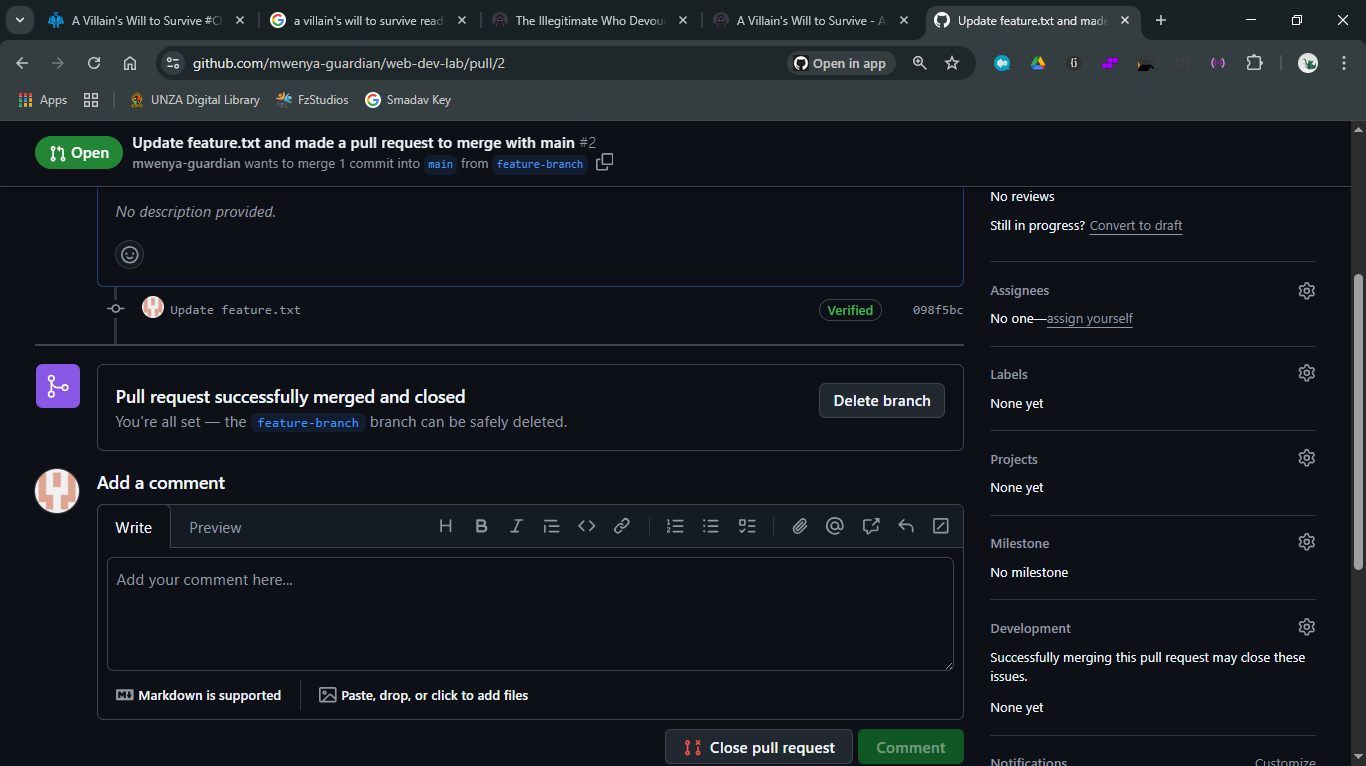 A Villain's Will to Survive #Ch
a villain's will to survive read
The Illegitimate Who Devou
A Villain's Will to Survive - A
Update feature.txt and made
github.com/mwenya-guardian/web-dev-lab/pull/2
Open in app
Apps
UNZA Digital Library
FzStudios
Smadav Key
Open
Update feature.txt and made a pull request to merge with main #2
mwenya-guardian wants to merge 1 commit into main from feature-branch
No description provided.
Update feature.txt
Verified
098f5bc
Pull request successfully merged and closed
You're all set — the feature-branch branch can be safely deleted.
Delete branch
Add a comment
Write
Preview
Add your comment here...
Markdown is supported
Paste, drop, or click to add files
Close pull request
Comment
No reviews
Still in progress? Convert to draft
Assignees
No one—assign yourself
Labels
None yet
Projects
None yet
Milestone
No milestone
Development
Successfully merging this pull request may close these
issues.
None yet
Notifications
Customize